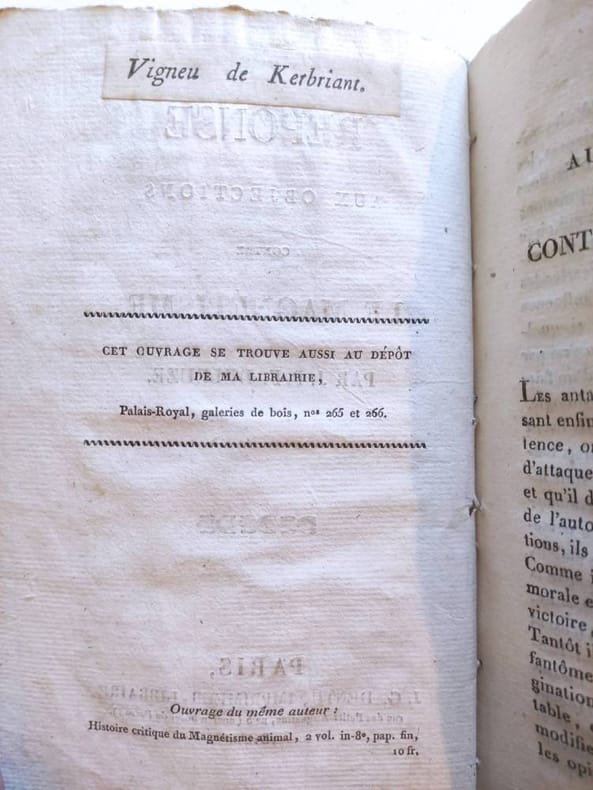 Vigneu de Kerbriant.
CET OUVRAGE SE TROUVE AUSSI AU DÉPÔT
DE MA LIBRAIRIE,
Palais-Royal, galeries de bois, nos 265 et 266.
Ouvrage du même auteur :
Histoire critique du Magnétisme animal, 2 vol. in-8o, pap. fin,
10 fr.
AU
CONT
LES anta
sant enfin
tence, o
d'attaque
et qu'il d
de l'auto
tions, ils
Comme i
morale e
victoire
Tantôt i
fantôme
gination
table,
modifie
les opi